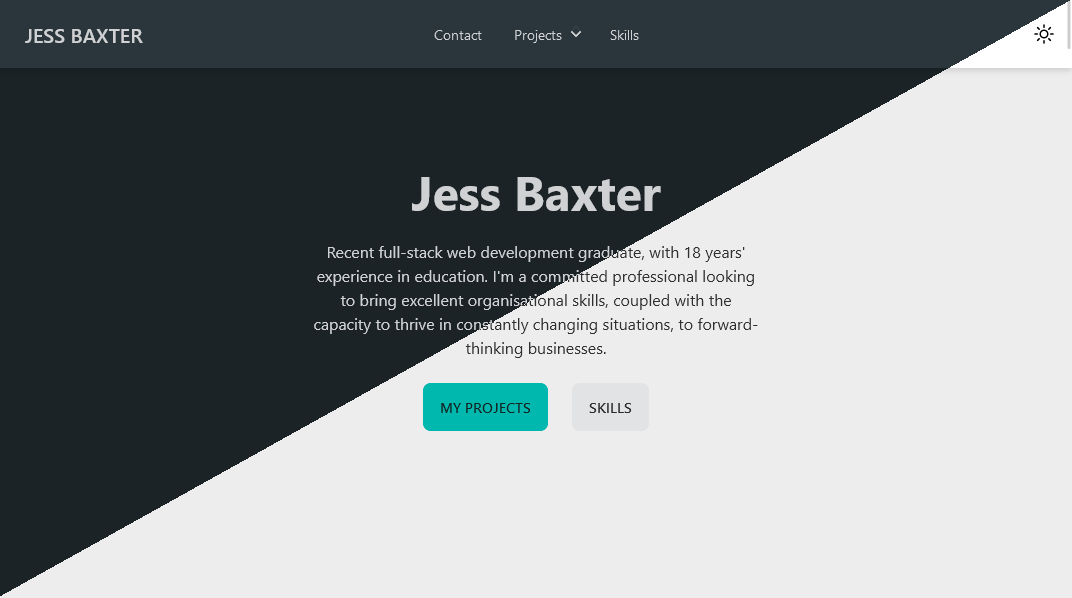 JESS BAXTER
Contact Projects Skills
Jess Baxter
Recent full-stack web development graduate, with 18 years'
experience in education. I'm a committed professional looking
to bring excellent organisational skills, coupled with the
capacity to thrive in constantly changing situations, to forward-
thinking businesses.
MY PROJECTS SKILLS